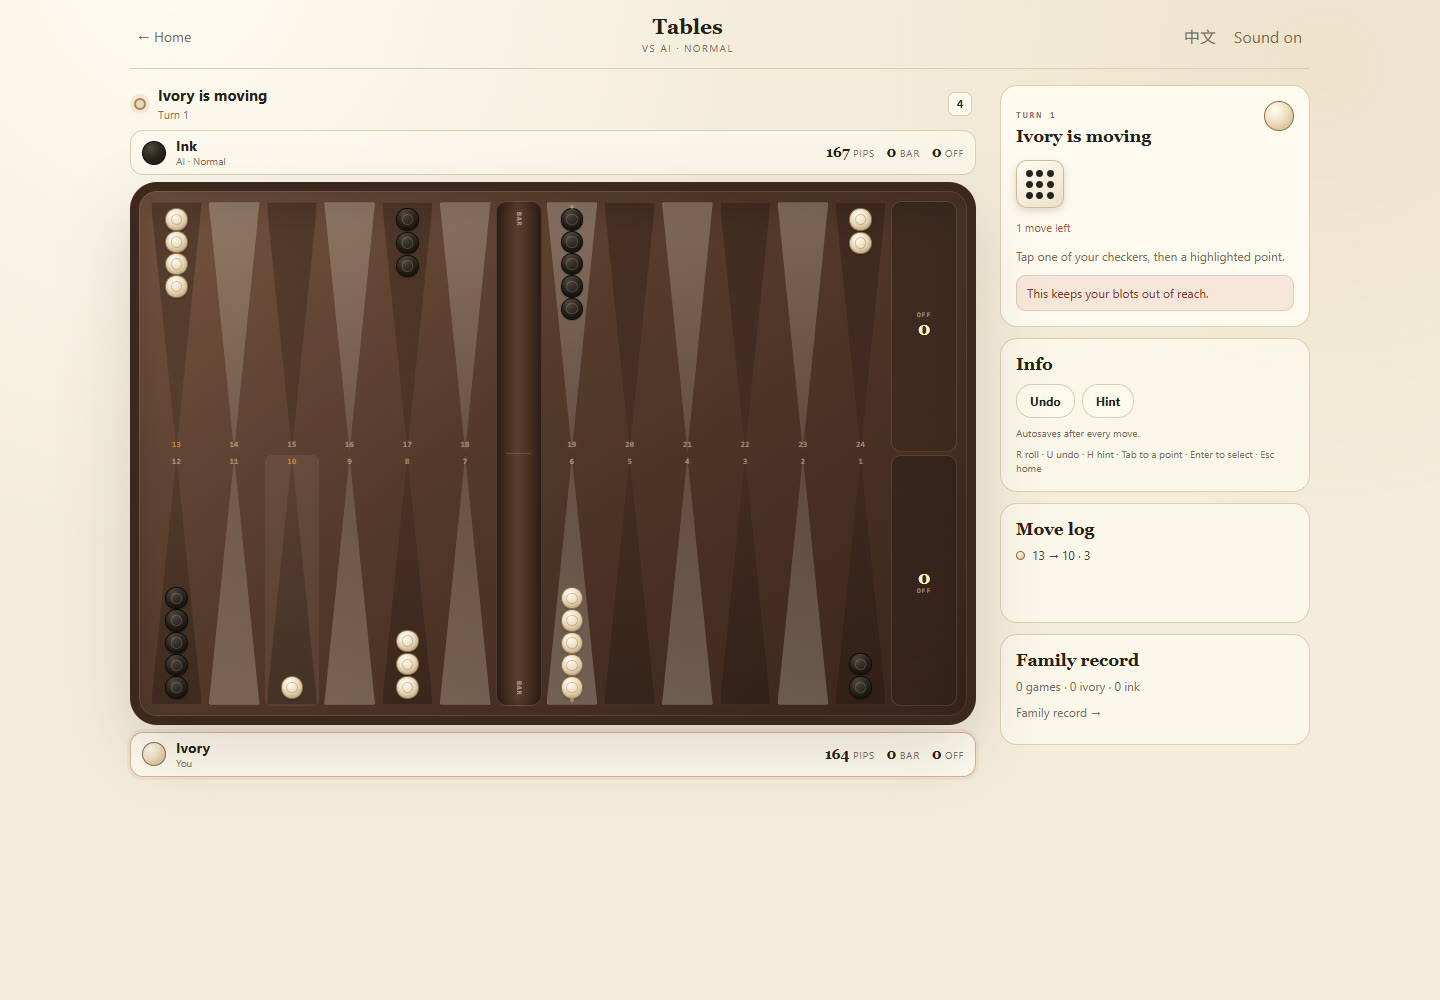 ← Home
Tables
VS AI · NORMAL
中文
Sound on
Ivory is moving
Turn 1
4
Ink
AI · Normal
167 PIPS 0 BAR 0 OFF
BAR
OFF
0
13 14 15 16 17 18 19 20 21 22 23 24
12 11 10 9 8 7 6 5 4 3 2 1
0
OFF
BAR
Ivory
You
164 PIPS 0 BAR 0 OFF
TURN 1
Ivory is moving
1 move left
Tap one of your checkers, then a highlighted point.
This keeps your blots out of reach.
Info
Undo
Hint
Autosaves after every move.
R roll · U undo · H hint · Tab to a point · Enter to select · Esc
home
Move log
13 → 10 · 3
Family record
0 games · 0 ivory · 0 ink
Family record →